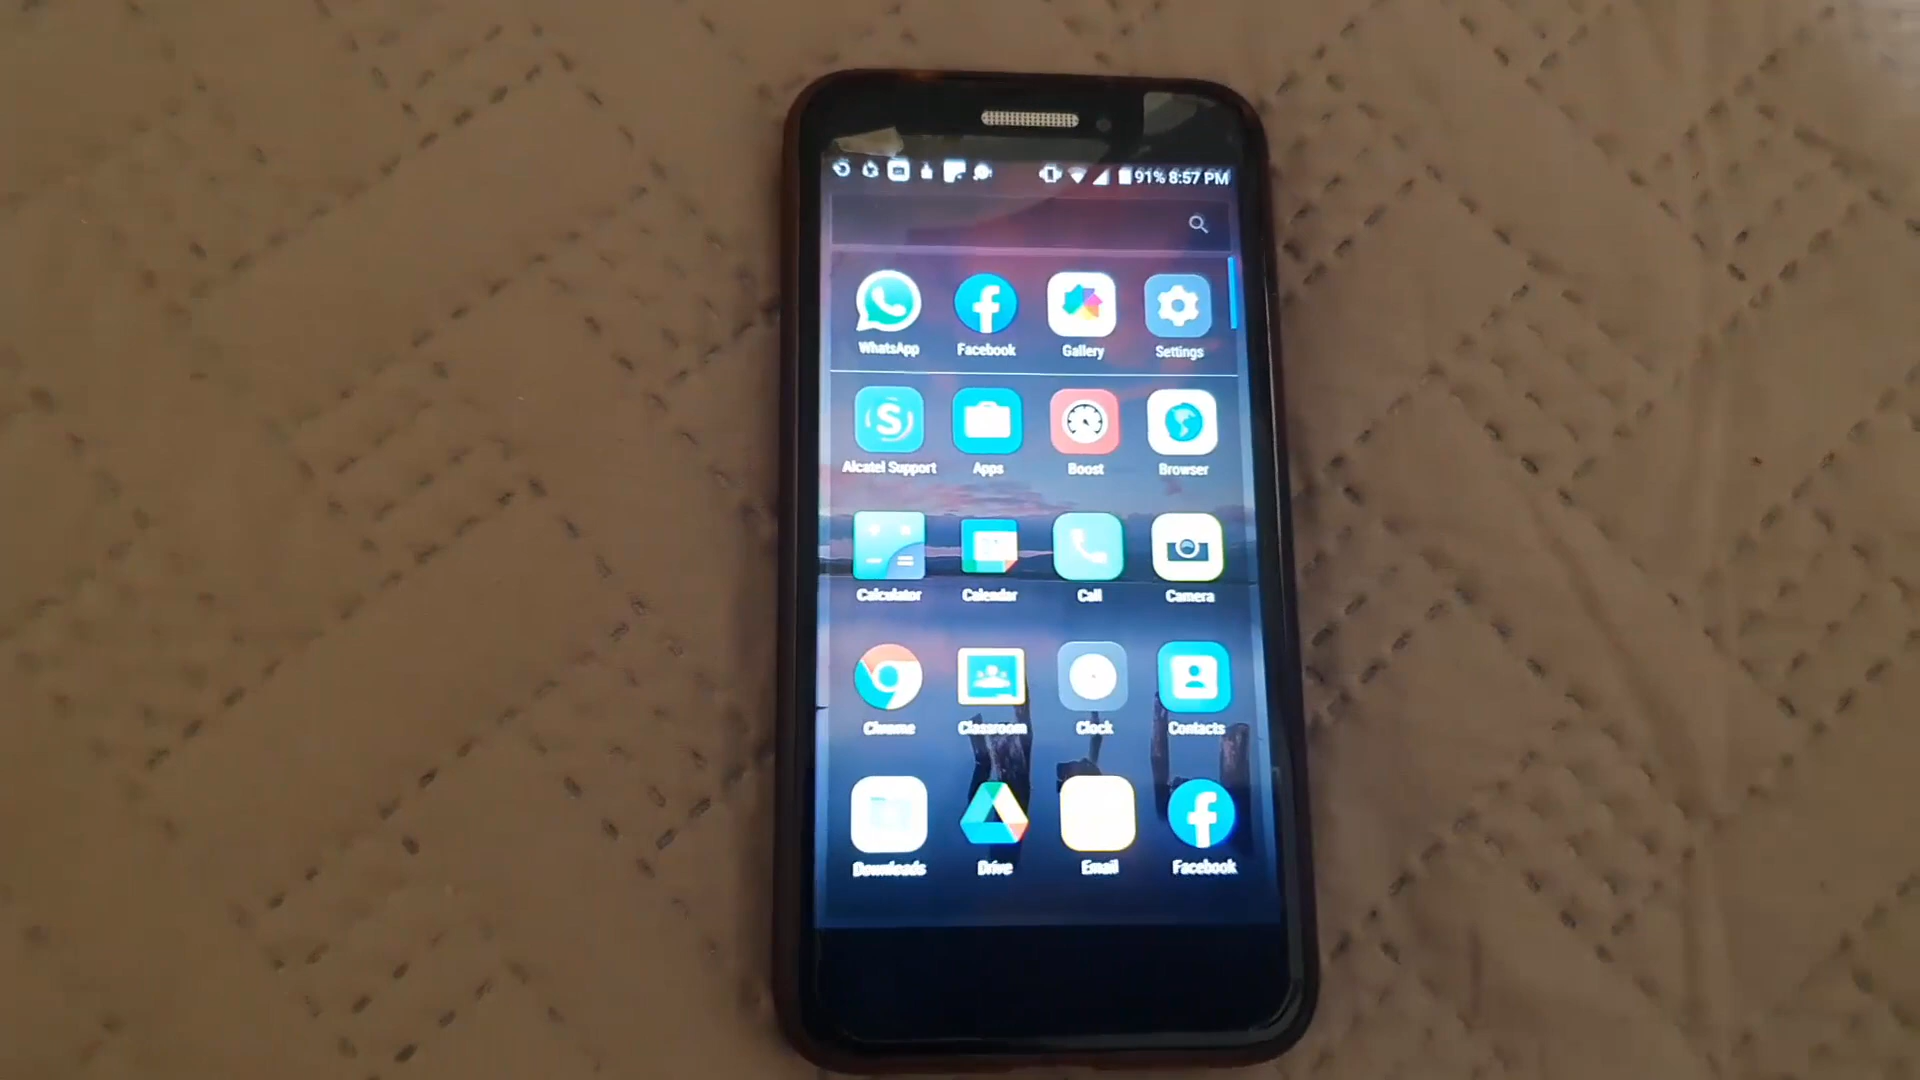 91% 8:57 PM
WhatsApp Facebook Gallery Settings
Alcatel Support Apps Boost Browser
Calculator Calendar Call Camera
Chrome Classroom Clock Contacts
Downloads Drive Email Facebook